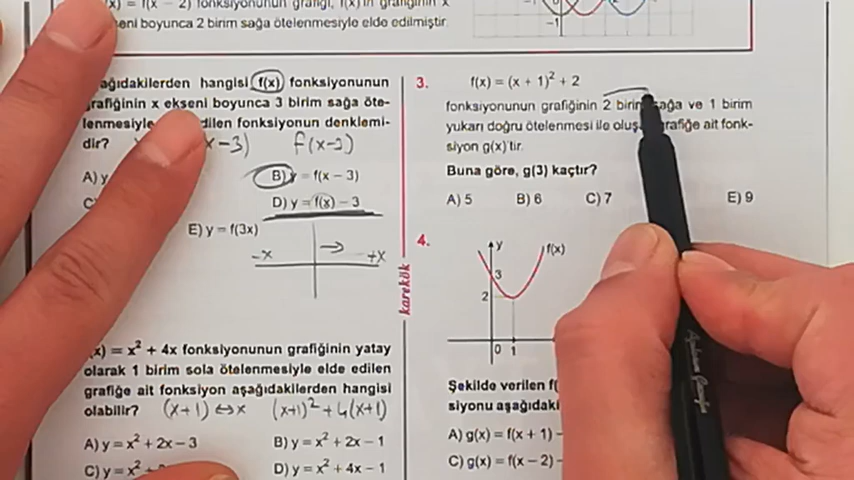 = f(x − 2) fonksiyonunun grafiği, f(x)'in grafiğinin x
eni boyunca 2 birim sağa ötelenmesiyle elde edilmiştir.
−1
ağıdakilerden hangisi f(x) fonksiyonunun
rafiğinin x ekseni boyunca 3 birim sağa öte-
lenmesiyle dilen fonksiyonun denklemi-
dir?
x−3) f(x−3)
A) y
B) y = f(x − 3)
D) y = f(x) − 3
E) y = f(3x)
−x +x
x) = x² + 4x fonksiyonunun grafiğinin yatay
olarak 1 birim sola ötelenmesiyle elde edilen
grafiğe ait fonksiyon aşağıdakilerden hangisi
olabilir? (x+1) ↔ x (x+1)² + 4(x+1)
A) y = x² + 2x − 3
B) y = x² + 2x − 1
C) y = x²
D) y = x² + 4x − 1
karekök
3.
f(x) = (x + 1)² + 2
fonksiyonunun grafiğinin 2 birim sağa ve 1 birim
yukarı doğru ötelenmesi ile oluş grafiğe ait fonk-
siyon g(x)'tir.
Buna göre, g(3) kaçtır?
A) 5 B) 6 C) 7 E) 9
4.
y
f(x)
3
2
0 1
Şekilde verilen f(
siyonu aşağıdaki
A) g(x) = f(x + 1) −
C) g(x) = f(x − 2) −